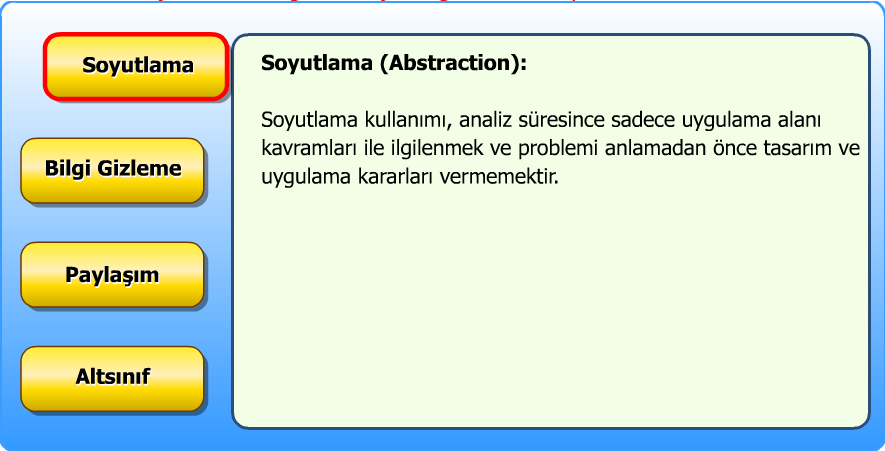 Soyutlama
Soyutlama (Abstraction):
Soyutlama kullanımı, analiz süresince sadece uygulama alanı
kavramları ile ilgilenmek ve problemi anlamadan önce tasarım ve
uygulama kararları vermemektir.
Bilgi Gizleme
Paylaşım
Altsınıf